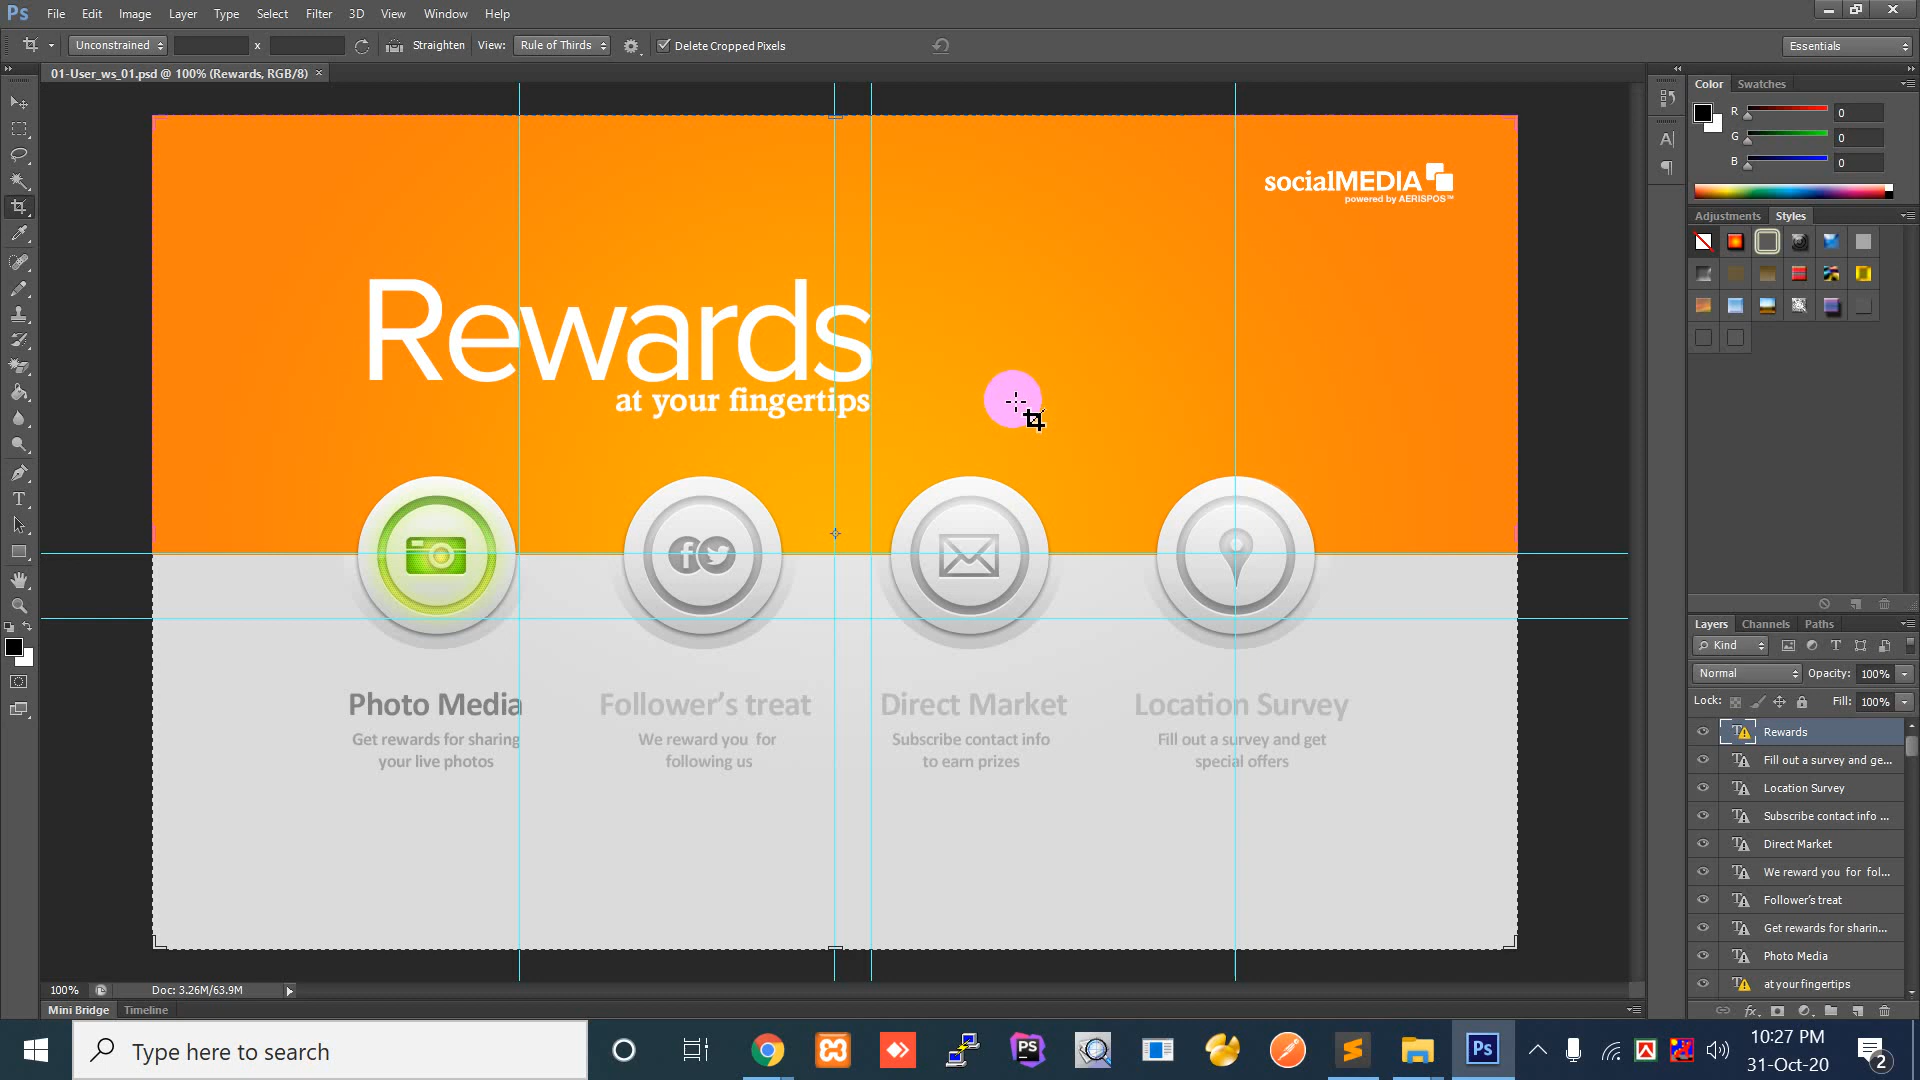 Ps File Edit Image Layer Type Select Filter 3D View Window Help
Unconstrained x Straighten View: Rule of Thirds Delete Cropped Pixels Essentials
01-User_ws_01.psd @ 100% (Rewards, RGB/8) ×
Color Swatches
R 0
G 0
B 0
socialMEDIA
powered by AERISPOS™
Adjustments Styles
Rewards
at your fingertips
Photo Media
Get rewards for sharing
your live photos
Follower's treat
We reward you for
following us
Direct Market
Subscribe contact info
to earn prizes
Location Survey
Fill out a survey and get
special offers
Layers Channels Paths
Kind
Normal Opacity: 100%
Lock: Fill: 100%
Rewards
Fill out a survey and ge...
Location Survey
Subscribe contact info ...
Direct Market
We reward you for fol...
Follower's treat
Get rewards for sharin...
Photo Media
at your fingertips
100% Doc: 3.26M/63.9M
Mini Bridge Timeline
Type here to search
PS
Ps
10:27 PM
31-Oct-20
2